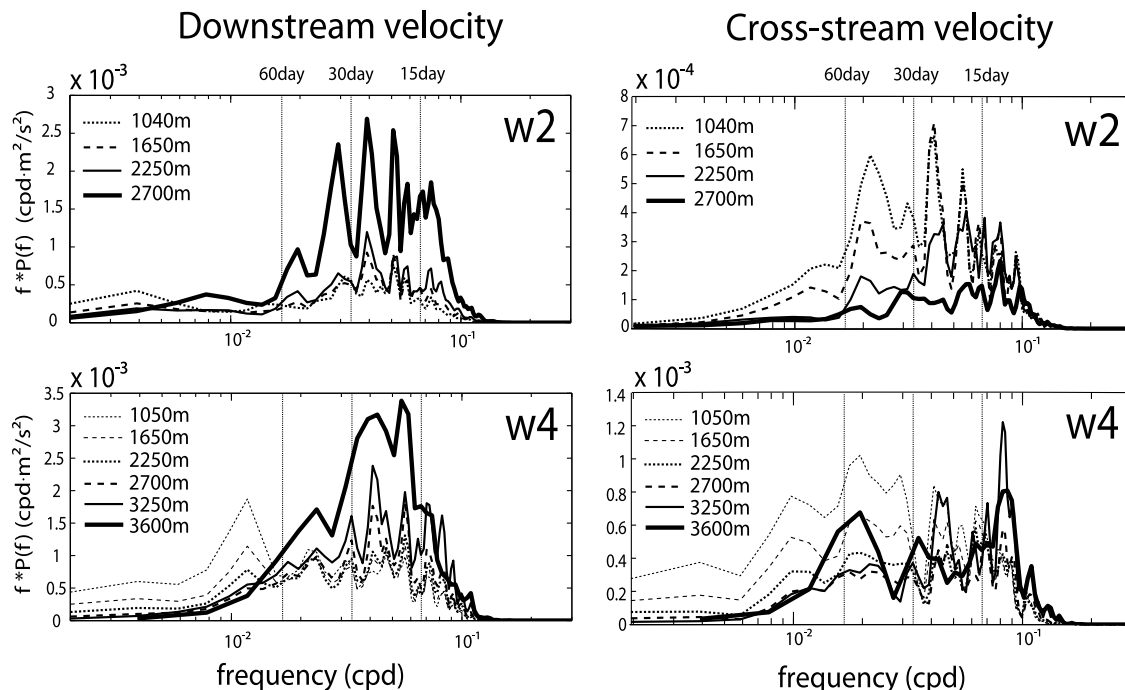 Downstream velocity
Cross-stream velocity
x 10⁻³
60day 30day 15day
x 10⁻⁴
60day 30day 15day
w2
1040m
1650m
2250m
2700m
3
2.5
2
1.5
1
0.5
0
f *P(f) (cpd·m²/s²)
10⁻² 10⁻¹
w2
1040m
1650m
2250m
2700m
8
7
6
5
4
3
2
1
0
10⁻² 10⁻¹
x 10⁻³
w4
1050m
1650m
2250m
2700m
3250m
3600m
3.5
3
2.5
2
1.5
1
0.5
0
f *P(f) (cpd·m²/s²)
10⁻² 10⁻¹
frequency (cpd)
x 10⁻³
w4
1050m
1650m
2250m
2700m
3250m
3600m
1.4
1.2
1
0.8
0.6
0.4
0.2
0
10⁻² 10⁻¹
frequency (cpd)